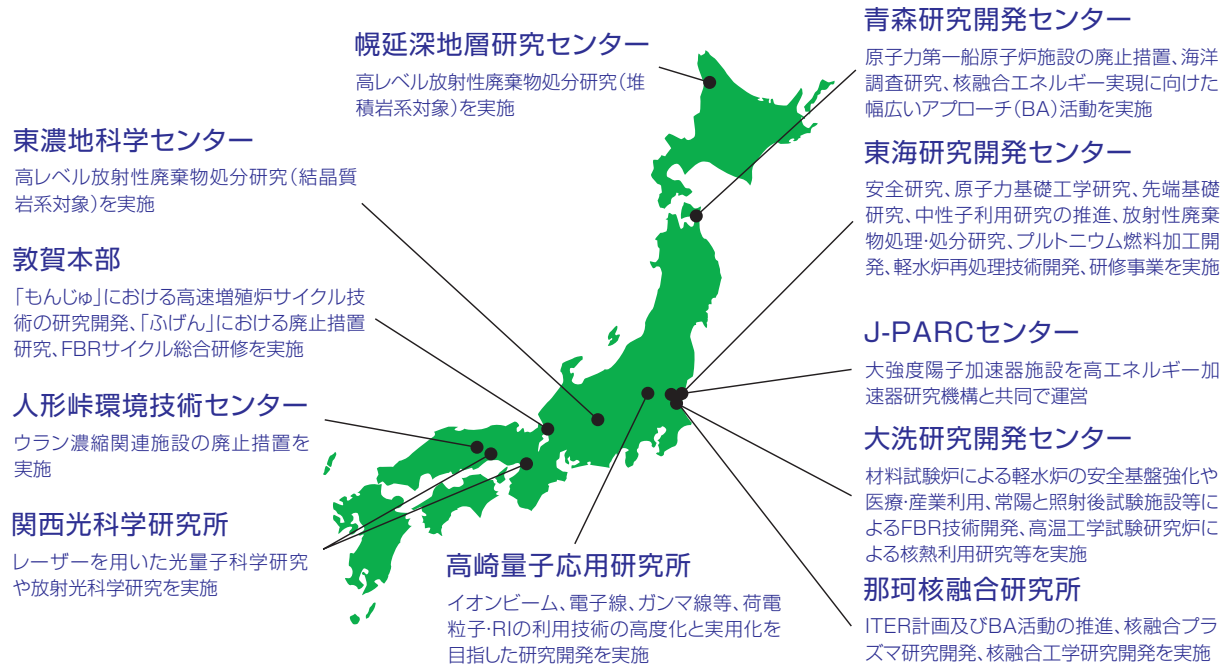 幌延深地層研究センター
高レベル放射性廃棄物処分研究(堆
積岩系対象)を実施
東濃地科学センター
高レベル放射性廃棄物処分研究(結晶質
岩系対象)を実施
敦賀本部
「もんじゅ」における高速増殖炉サイクル技
術の研究開発、「ふげん」における廃止措置
研究、FBRサイクル総合研修を実施
人形峠環境技術センター
ウラン濃縮関連施設の廃止措置を
実施
関西光科学研究所
レーザーを用いた光量子科学研究
や放射光科学研究を実施
高崎量子応用研究所
イオンビーム、電子線、ガンマ線等、荷電
粒子・RIの利用技術の高度化と実用化を
目指した研究開発を実施
青森研究開発センター
原子力第一船原子炉施設の廃止措置、海洋
調査研究、核融合エネルギー実現に向けた
幅広いアプローチ(BA)活動を実施
東海研究開発センター
安全研究、原子力基礎工学研究、先端基礎
研究、中性子利用研究の推進、放射性廃棄
物処理・処分研究、プルトニウム燃料加工開
発、軽水炉再処理技術開発、研修事業を実施
J-PARCセンター
大強度陽子加速器施設を高エネルギー加
速器研究機構と共同で運営
大洗研究開発センター
材料試験炉による軽水炉の安全基盤強化や
医療・産業利用、常陽と照射後試験施設等に
よるFBR技術開発、高温工学試験研究炉に
よる核熱利用研究等を実施
那珂核融合研究所
ITER計画及びBA活動の推進、核融合プラ
ズマ研究開発、核融合工学研究開発を実施